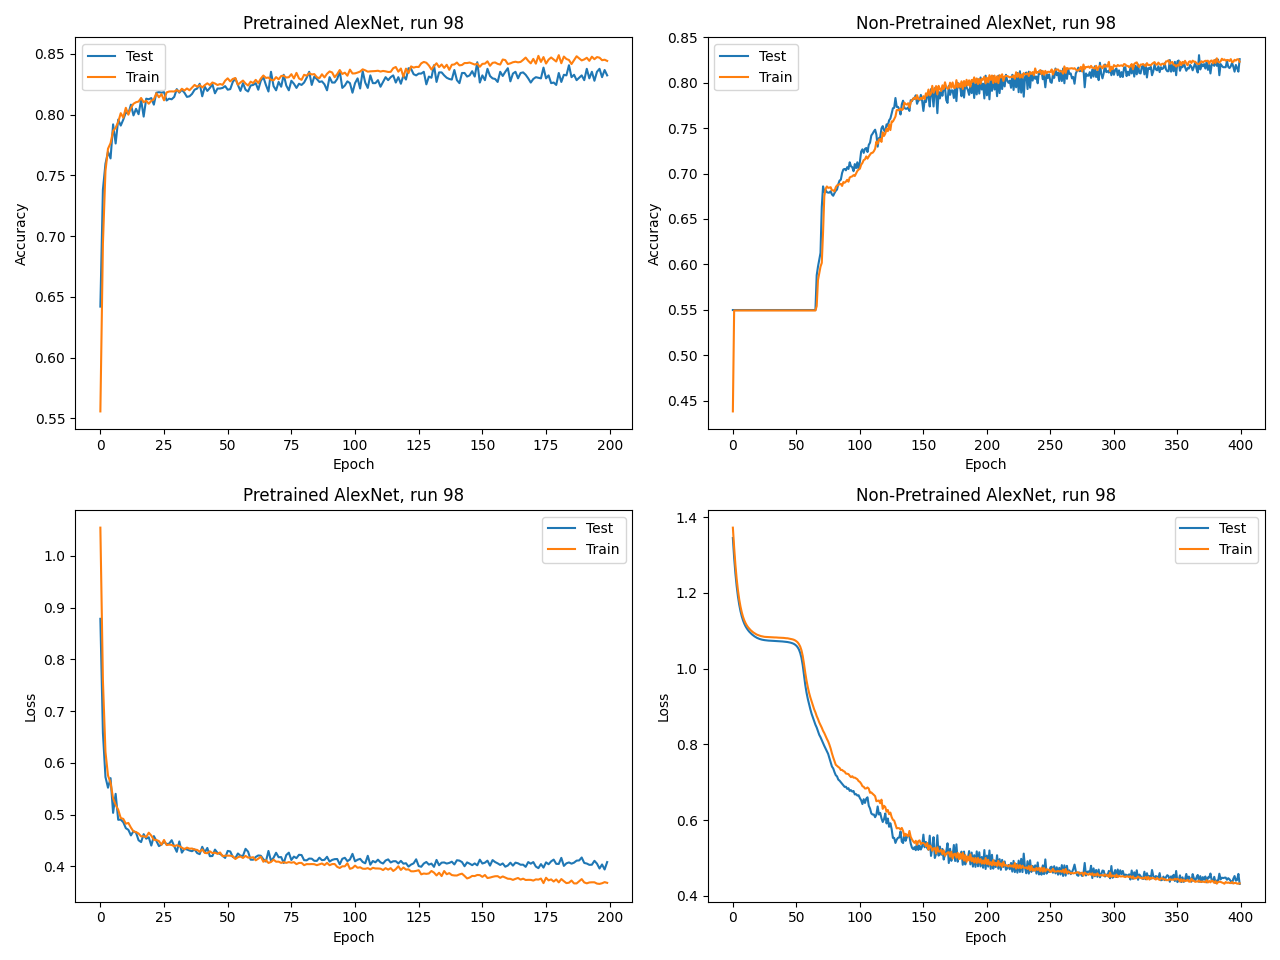 Pretrained AlexNet, run 98
0.85
0.80
0.75
0.70
0.65
0.60
0.55
Accuracy
Test
Train
0 25 50 75 100 125 150 175 200
Epoch
Non-Pretrained AlexNet, run 98
0.85
0.80
0.75
0.70
0.65
0.60
0.55
0.50
0.45
Accuracy
Test
Train
0 50 100 150 200 250 300 350 400
Epoch
Pretrained AlexNet, run 98
1.0
0.9
0.8
0.7
0.6
0.5
0.4
Loss
Test
Train
0 25 50 75 100 125 150 175 200
Epoch
Non-Pretrained AlexNet, run 98
1.4
1.2
1.0
0.8
0.6
0.4
Loss
Test
Train
0 50 100 150 200 250 300 350 400
Epoch